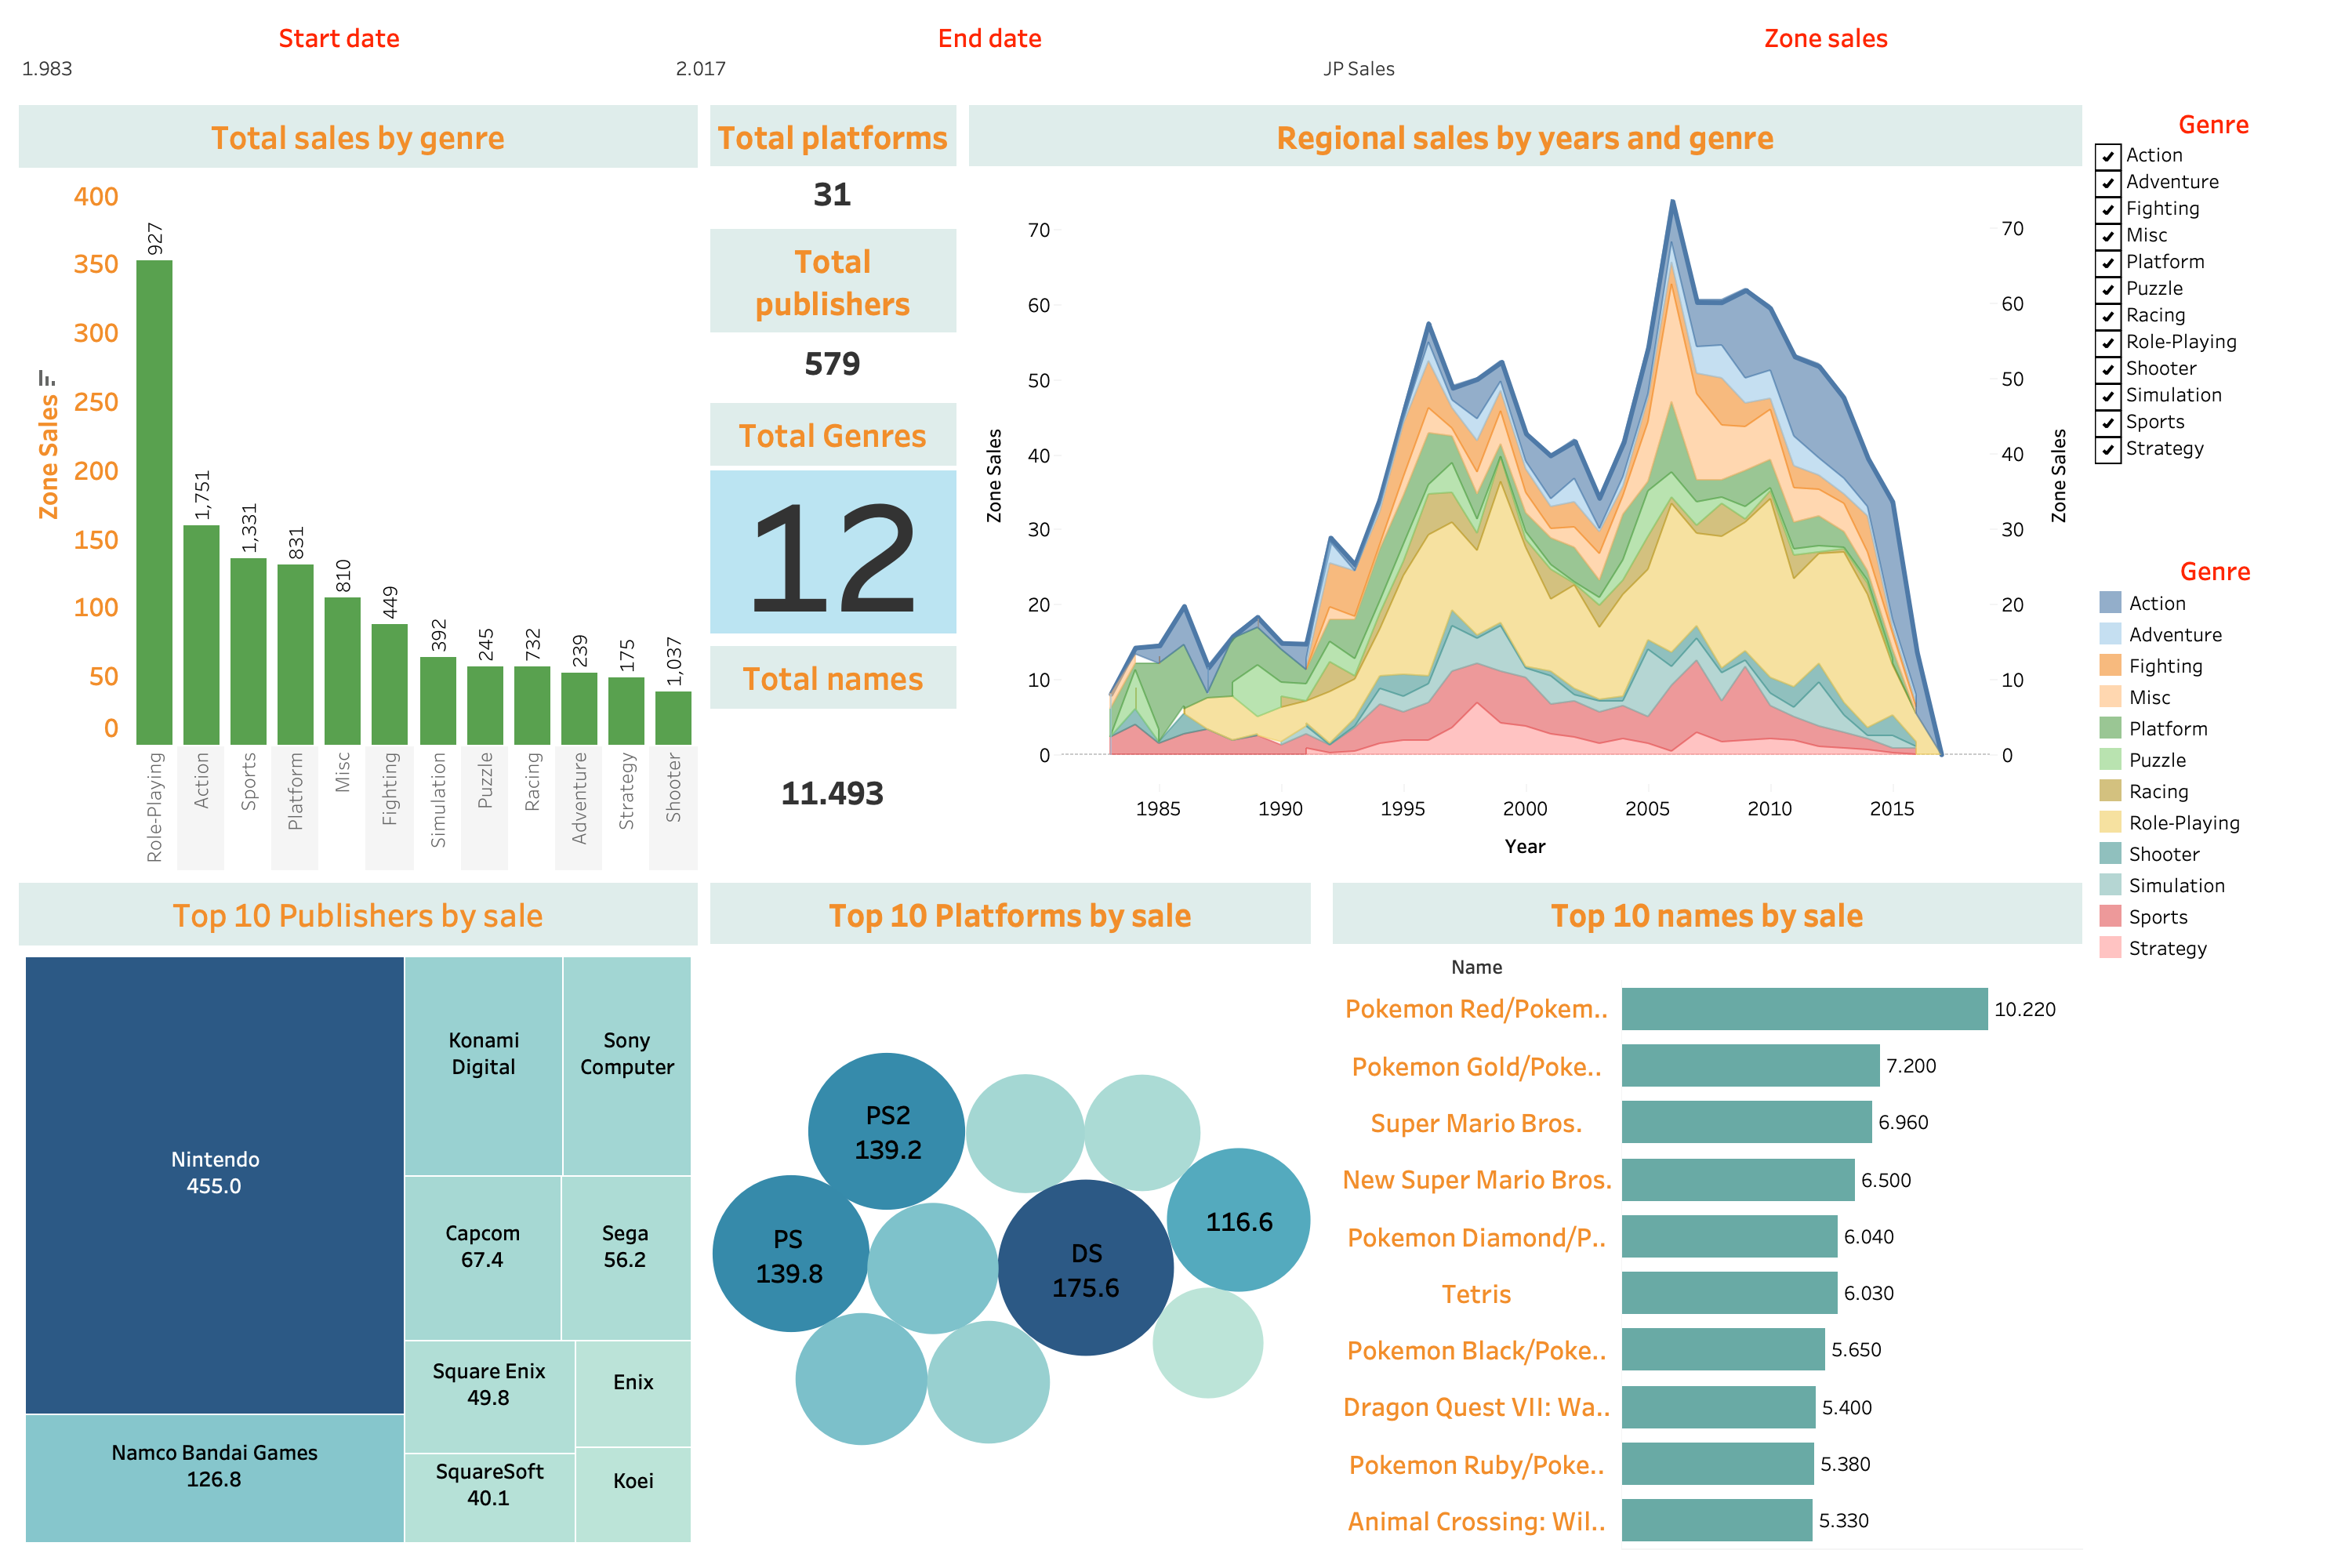 Start date
End date
Zone sales
1.983
2.017
JP Sales
Total sales by genre
Zone Sales
400
350
300
250
200
150
100
50
0
927
1,751
1,331
831
810
449
392
245
732
239
175
1,037
Role-Playing
Action
Sports
Platform
Misc
Fighting
Simulation
Puzzle
Racing
Adventure
Strategy
Shooter
Total platforms
31
Total
publishers
579
Total Genres
12
Total names
11.493
Regional sales by years and genre
Zone Sales
70
60
50
40
30
20
10
0
70
60
50
40
30
20
10
0
Zone Sales
1985
1990
1995
2000
2005
2010
2015
Year
Genre
Action
Adventure
Fighting
Misc
Platform
Puzzle
Racing
Role-Playing
Shooter
Simulation
Sports
Strategy
Genre
Action
Adventure
Fighting
Misc
Platform
Puzzle
Racing
Role-Playing
Shooter
Simulation
Sports
Strategy
Top 10 Publishers by sale
Nintendo
455.0
Namco Bandai Games
126.8
Konami
Digital
Sony
Computer
Capcom
67.4
Sega
56.2
Square Enix
49.8
Enix
SquareSoft
40.1
Koei
Top 10 Platforms by sale
PS2
139.2
PS
139.8
DS
175.6
116.6
Top 10 names by sale
Name
Pokemon Red/Pokem.. 10.220
Pokemon Gold/Poke.. 7.200
Super Mario Bros. 6.960
New Super Mario Bros. 6.500
Pokemon Diamond/P.. 6.040
Tetris 6.030
Pokemon Black/Poke.. 5.650
Dragon Quest VII: Wa.. 5.400
Pokemon Ruby/Poke.. 5.380
Animal Crossing: Wil.. 5.330